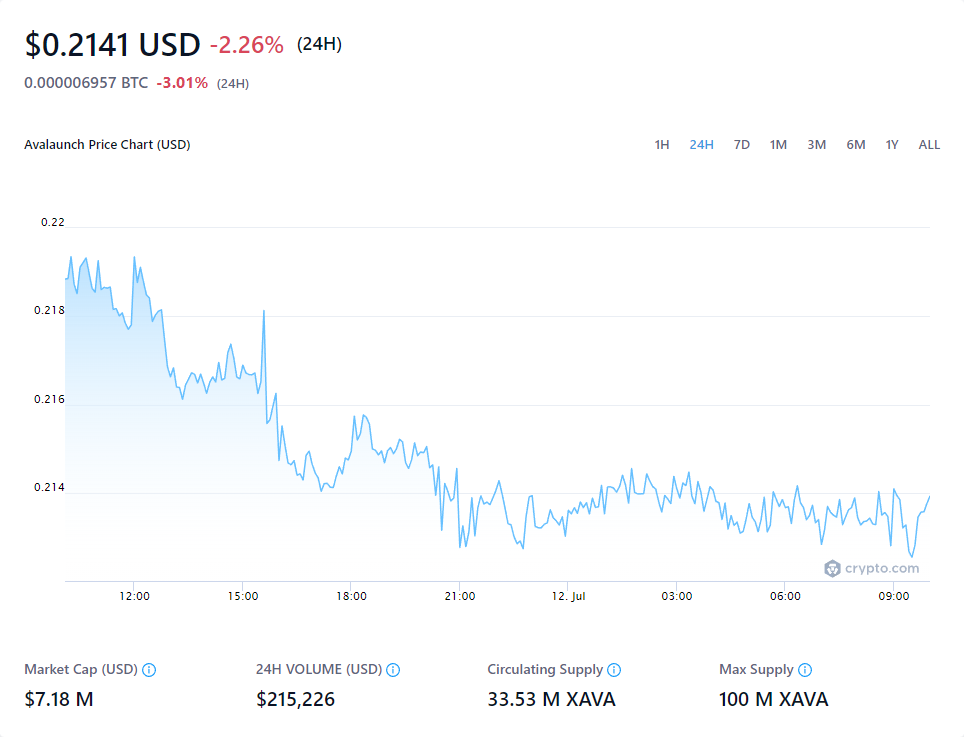 $0.2141 USD -2.26% (24H)
0.000006957 BTC -3.01% (24H)
Avalaunch Price Chart (USD) 1H 24H 7D 1M 3M 6M 1Y ALL
0.22
0.218
0.216
0.214
crypto.com
12:00 15:00 18:00 21:00 12. Jul 03:00 06:00 09:00
Market Cap (USD) 24H VOLUME (USD) Circulating Supply Max Supply
$7.18 M $215,226 33.53 M XAVA 100 M XAVA